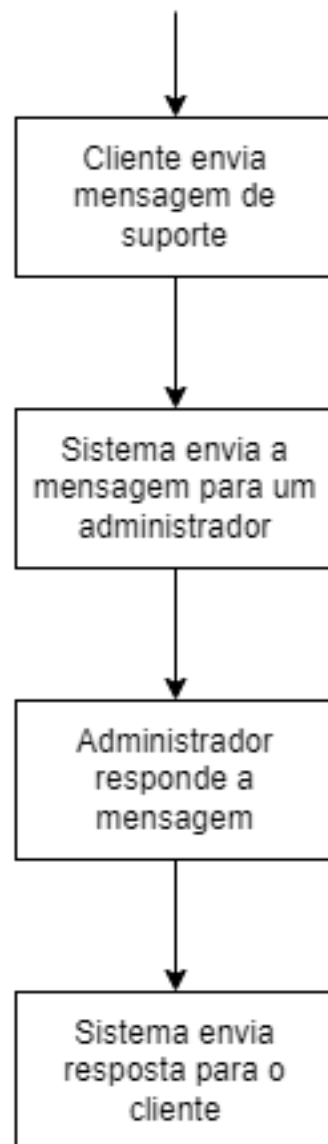 Cliente envia
mensagem de
suporte
Sistema envia a
mensagem para um
administrador
Administrador
responde a
mensagem
Sistema envia
resposta para o
cliente